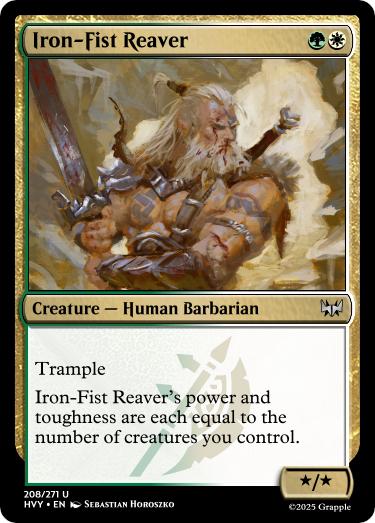 Iron-Fist Reaver
Creature — Human Barbarian
Trample
Iron-Fist Reaver's power and
toughness are each equal to the
number of creatures you control.
★/★
208/271 U
HVY • EN Sebastian Horoszko
©2025 Grapple